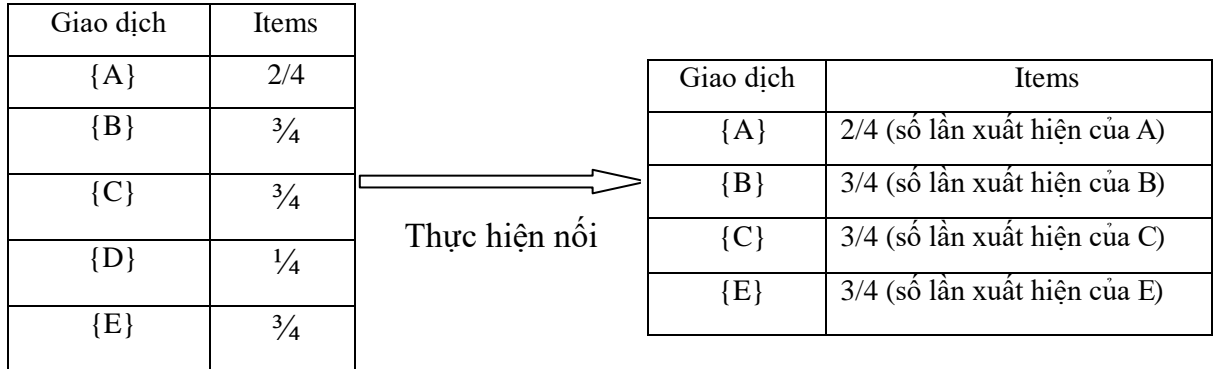 Giao dịch Items
{A} 2/4
{B} ¾
{C} ¾
{D} ¼
{E} ¾
Thực hiện nối
Giao dịch Items
{A} 2/4 (số lần xuất hiện của A)
{B} 3/4 (số lần xuất hiện của B)
{C} 3/4 (số lần xuất hiện của C)
{E} 3/4 (số lần xuất hiện của E)